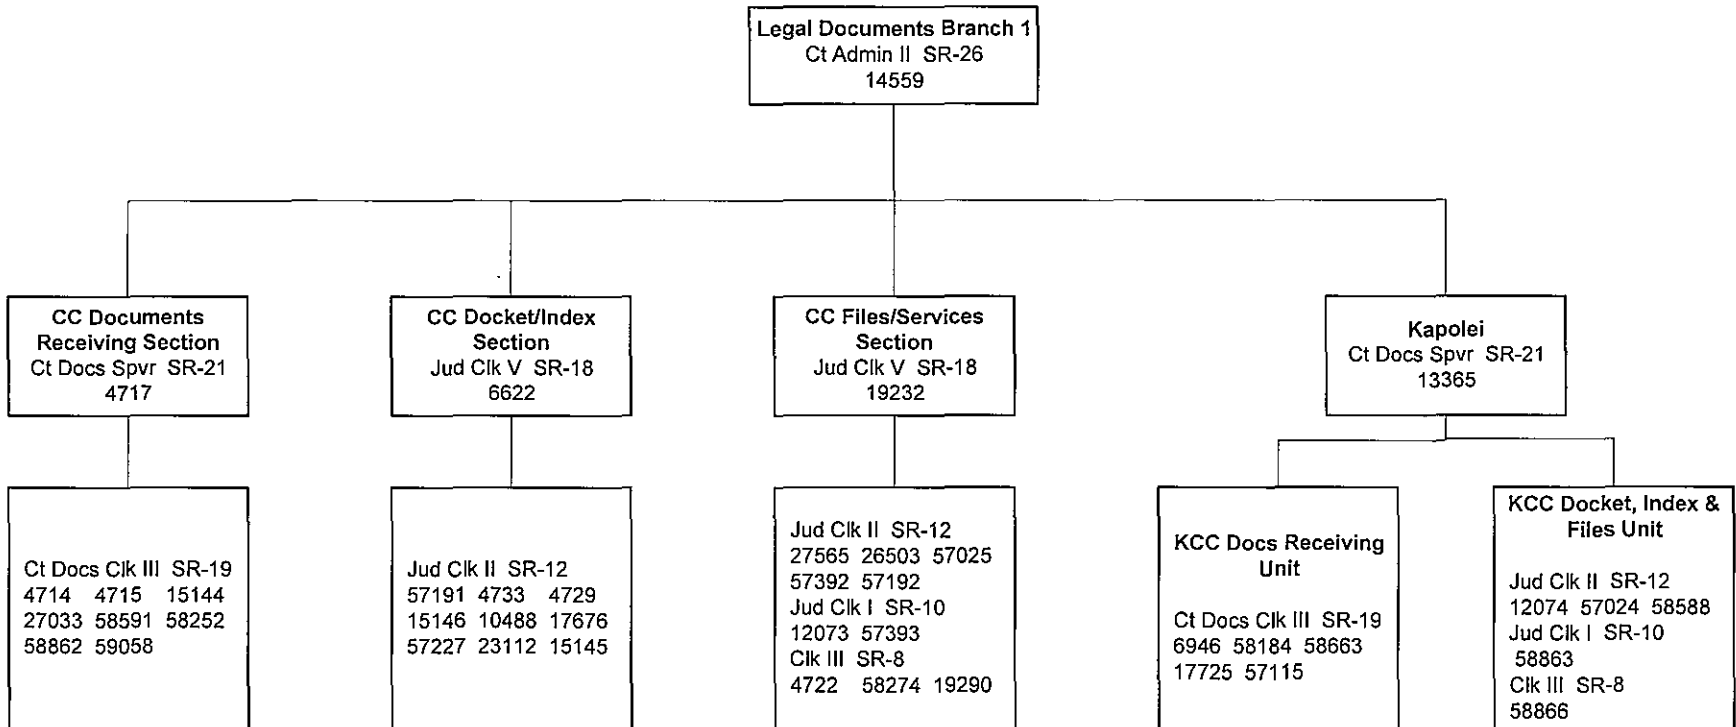 Legal Documents Branch 1
Ct Admin II SR-26
14559
CC Documents
Receiving Section
Ct Docs Spvr SR-21
4717
CC Docket/Index
Section
Jud Clk V SR-18
6622
CC Files/Services
Section
Jud Clk V SR-18
19232
Kapolei
Ct Docs Spvr SR-21
13365
Ct Docs Clk III SR-19
4714 4715 15144
27033 58591 58252
58862 59058
Jud Clk II SR-12
57191 4733 4729
15146 10488 17676
57227 23112 15145
Jud Clk II SR-12
27565 26503 57025
57392 57192
Jud Clk I SR-10
12073 57393
Clk III SR-8
4722 58274 19290
KCC Docs Receiving
Unit
Ct Docs Clk III SR-19
6946 58184 58663
17725 57115
KCC Docket, Index &
Files Unit
Jud Clk II SR-12
12074 57024 58588
Jud Clk I SR-10
58863
Clk III SR-8
58866